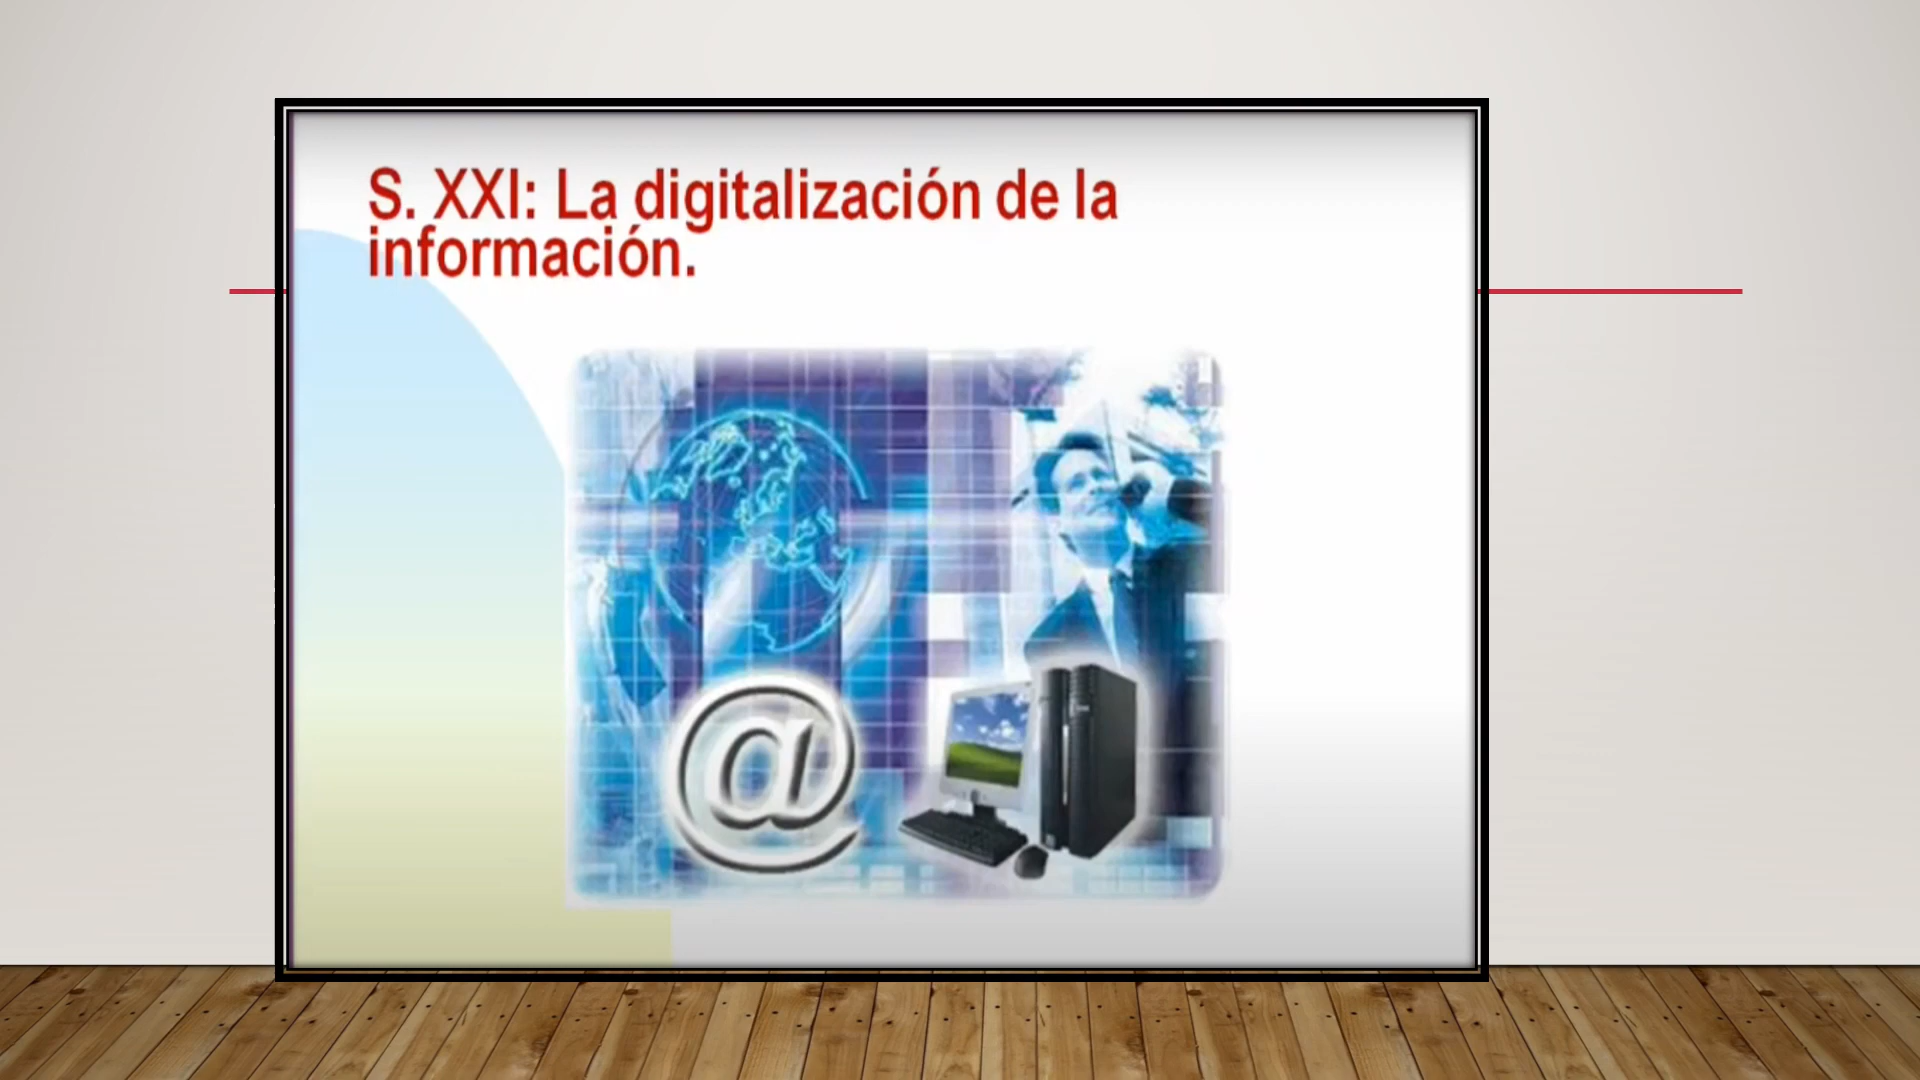 S. XXI: La digitalización de la
información.
@